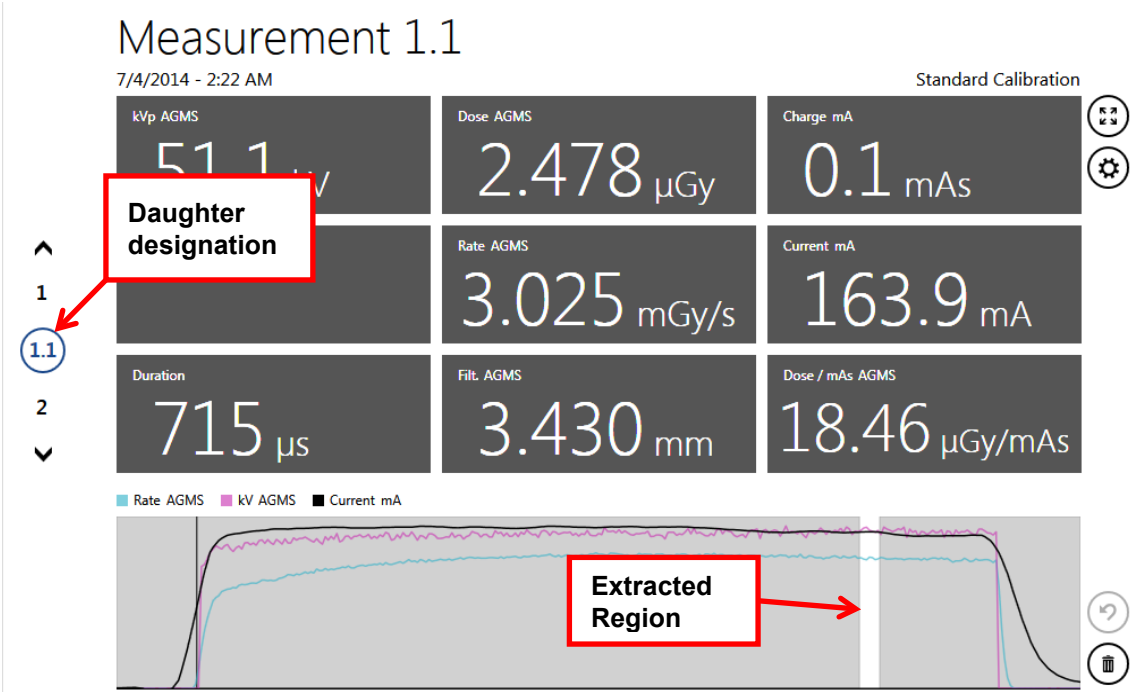 Measurement 1.1
7/4/2014 - 2:22 AM
Standard Calibration
kVp AGMS
51.1
Dose AGMS
2.478 µGy
Charge mA
0.1 mAs
Daughter
designation
Rate AGMS
3.025 mGy/s
Current mA
163.9 mA
1
1.1
2
Duration
715 µs
Filt. AGMS
3.430 mm
Dose / mAs AGMS
18.46 µGy/mAs
Rate AGMS kV AGMS Current mA
Extracted
Region